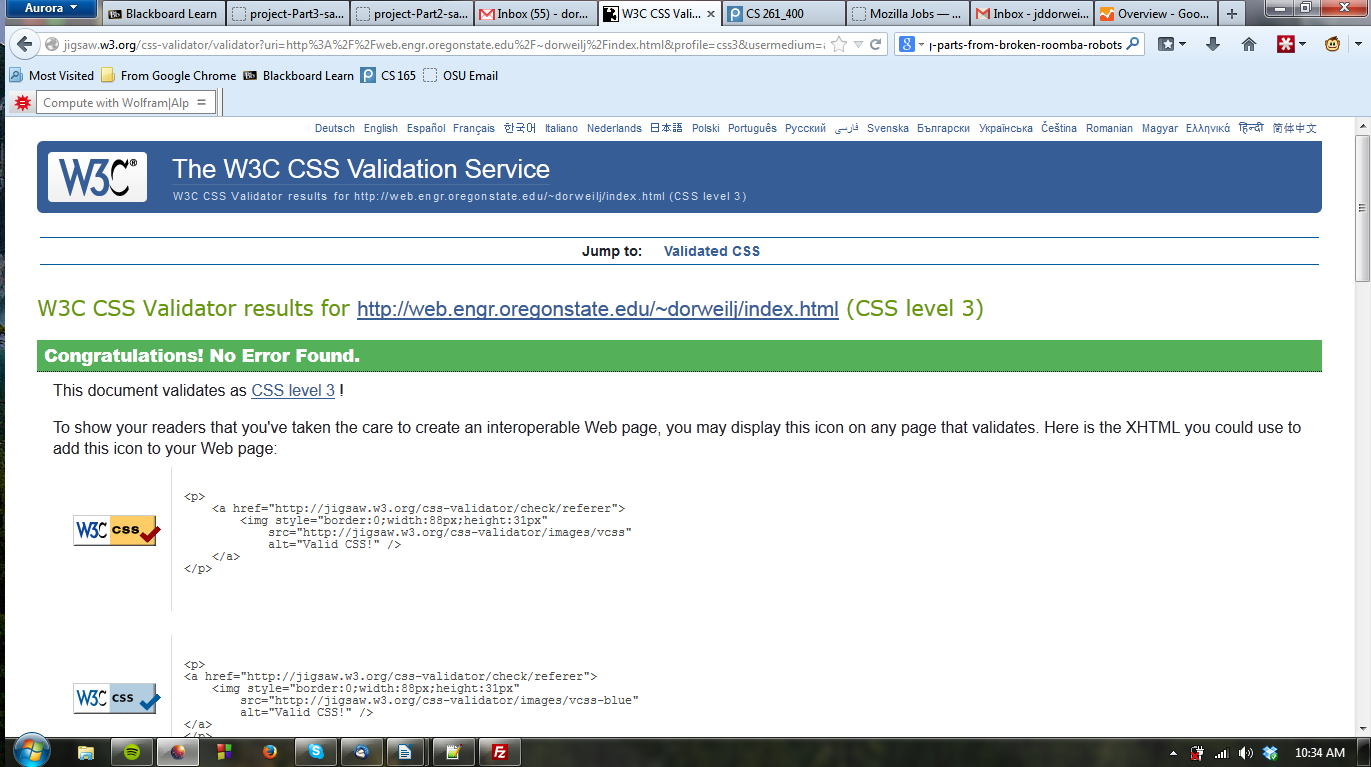 Aurora
Blackboard Learn
project-Part3-sa...
project-Part2-sa...
Inbox (55) - dor...
W3C CSS Vali...
CS 261_400
Mozilla Jobs — ...
Inbox - jddorwei...
Overview - Goo...
jigsaw.w3.org/css-validator/validator?uri=http%3A%2F%2Fweb.engr.oregonstate.edu%2F~dorweilj%2Findex.html&profile=css3&usermedium=
-parts-from-broken-roomba-robots
Most Visited From Google Chrome Bb Blackboard Learn CS 165 OSU Email
Compute with Wolfram|Alp =
Deutsch English Español Français 한국어 Italiano Nederlands 日本語 Polski Português Русский فارسی Svenska Български Українська Čeština Romanian Magyar Ελληνικά हिन्दी 简体中文
W3C® The W3C CSS Validation Service
W3C CSS Validator results for http://web.engr.oregonstate.edu/~dorweilj/index.html (CSS level 3)
Jump to: Validated CSS
W3C CSS Validator results for http://web.engr.oregonstate.edu/~dorweilj/index.html (CSS level 3)
Congratulations! No Error Found.
This document validates as CSS level 3 !
To show your readers that you've taken the care to create an interoperable Web page, you may display this icon on any page that validates. Here is the XHTML you could use to
add this icon to your Web page:
W3C css
<p>
<a href="http://jigsaw.w3.org/css-validator/check/referer">
<img style="border:0;width:88px;height:31px"
src="http://jigsaw.w3.org/css-validator/images/vcss"
alt="Valid CSS!" />
</a>
</p>
W3C css
<p>
<a href="http://jigsaw.w3.org/css-validator/check/referer">
<img style="border:0;width:88px;height:31px"
src="http://jigsaw.w3.org/css-validator/images/vcss-blue"
alt="Valid CSS!" />
</a>
</p>
10:34 AM